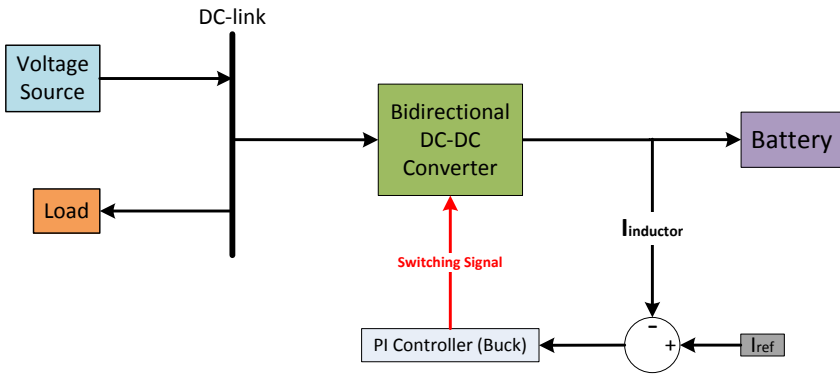 DC-link
Voltage
Source
Bidirectional
DC-DC
Converter
Battery
Load
Iinductor
Switching Signal
PI Controller (Buck)
-
+
Iref